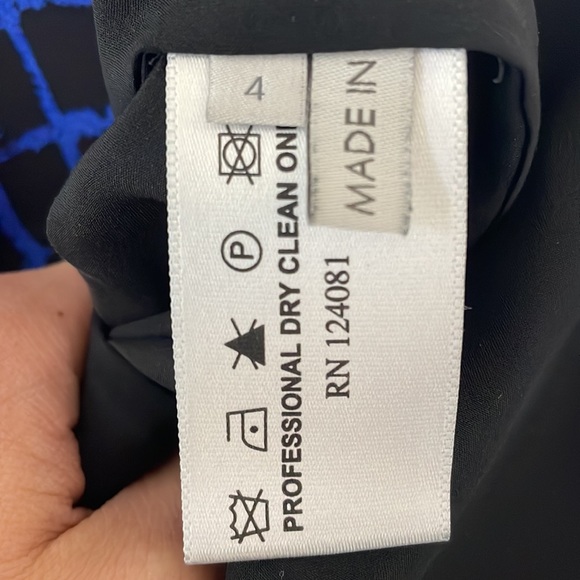 4
MADE IN
P
PROFESSIONAL DRY CLEAN ONL
RN 124081